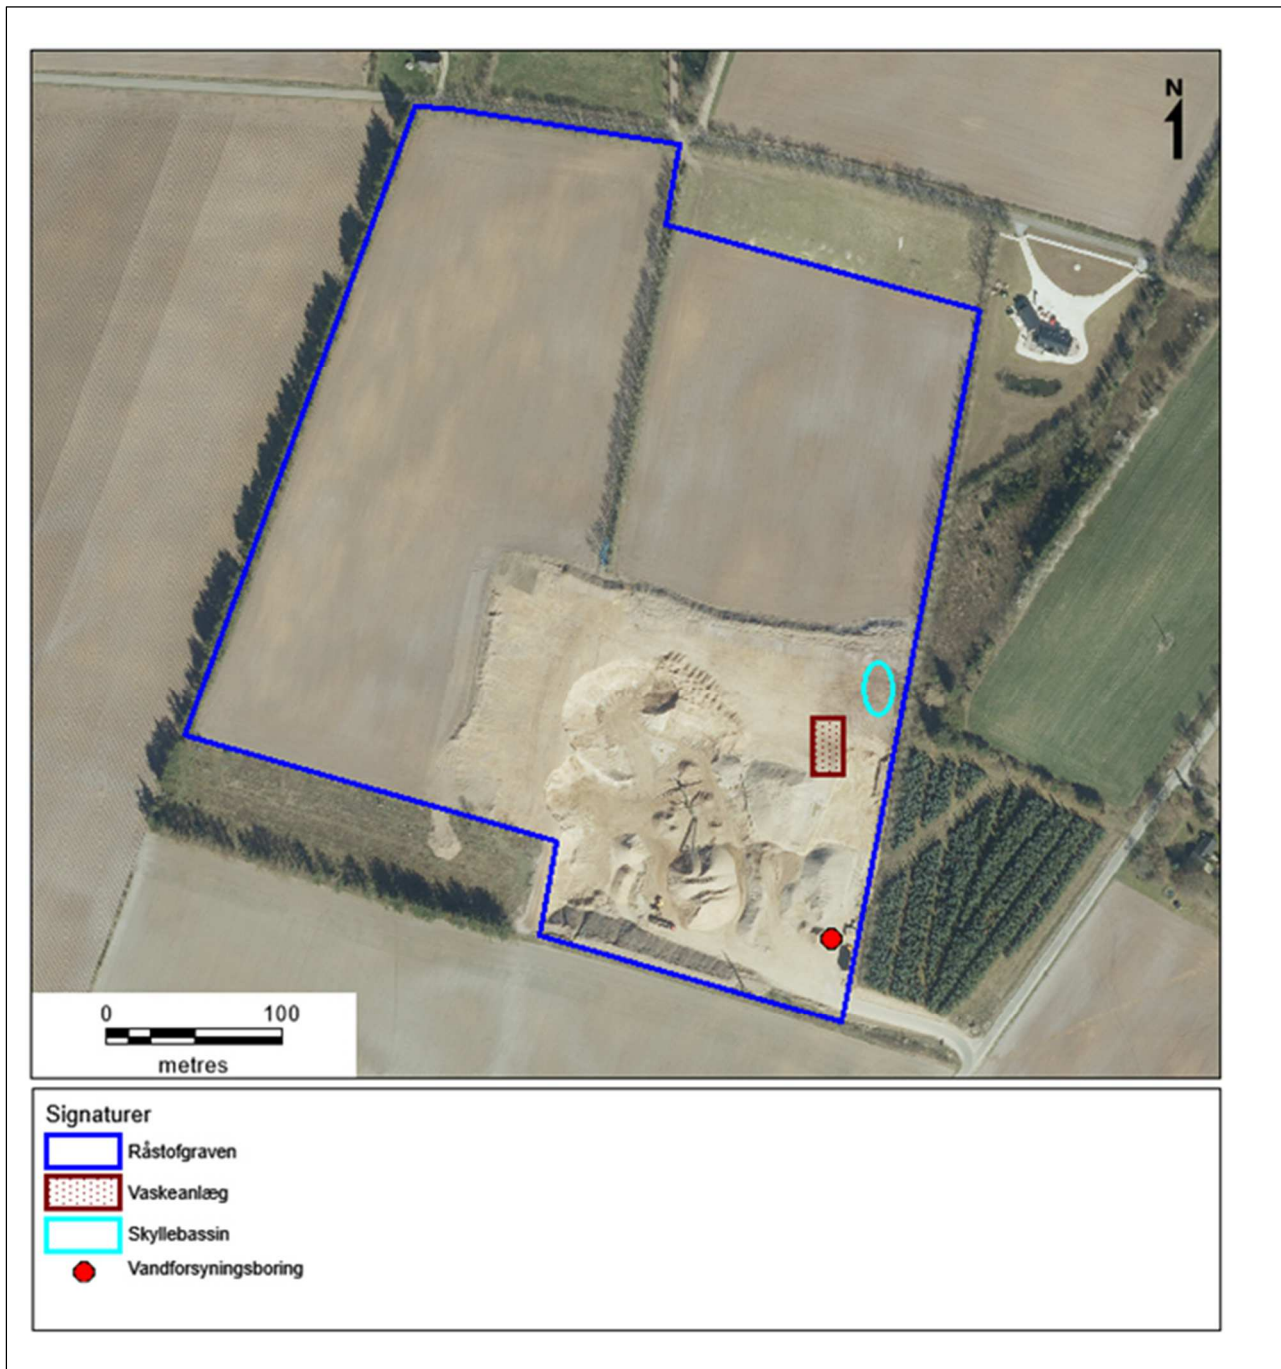 N
0 100
metres
Signaturer
Råstofgraven
Vaskeanlæg
Skyllebassin
Vandforsyningsboring